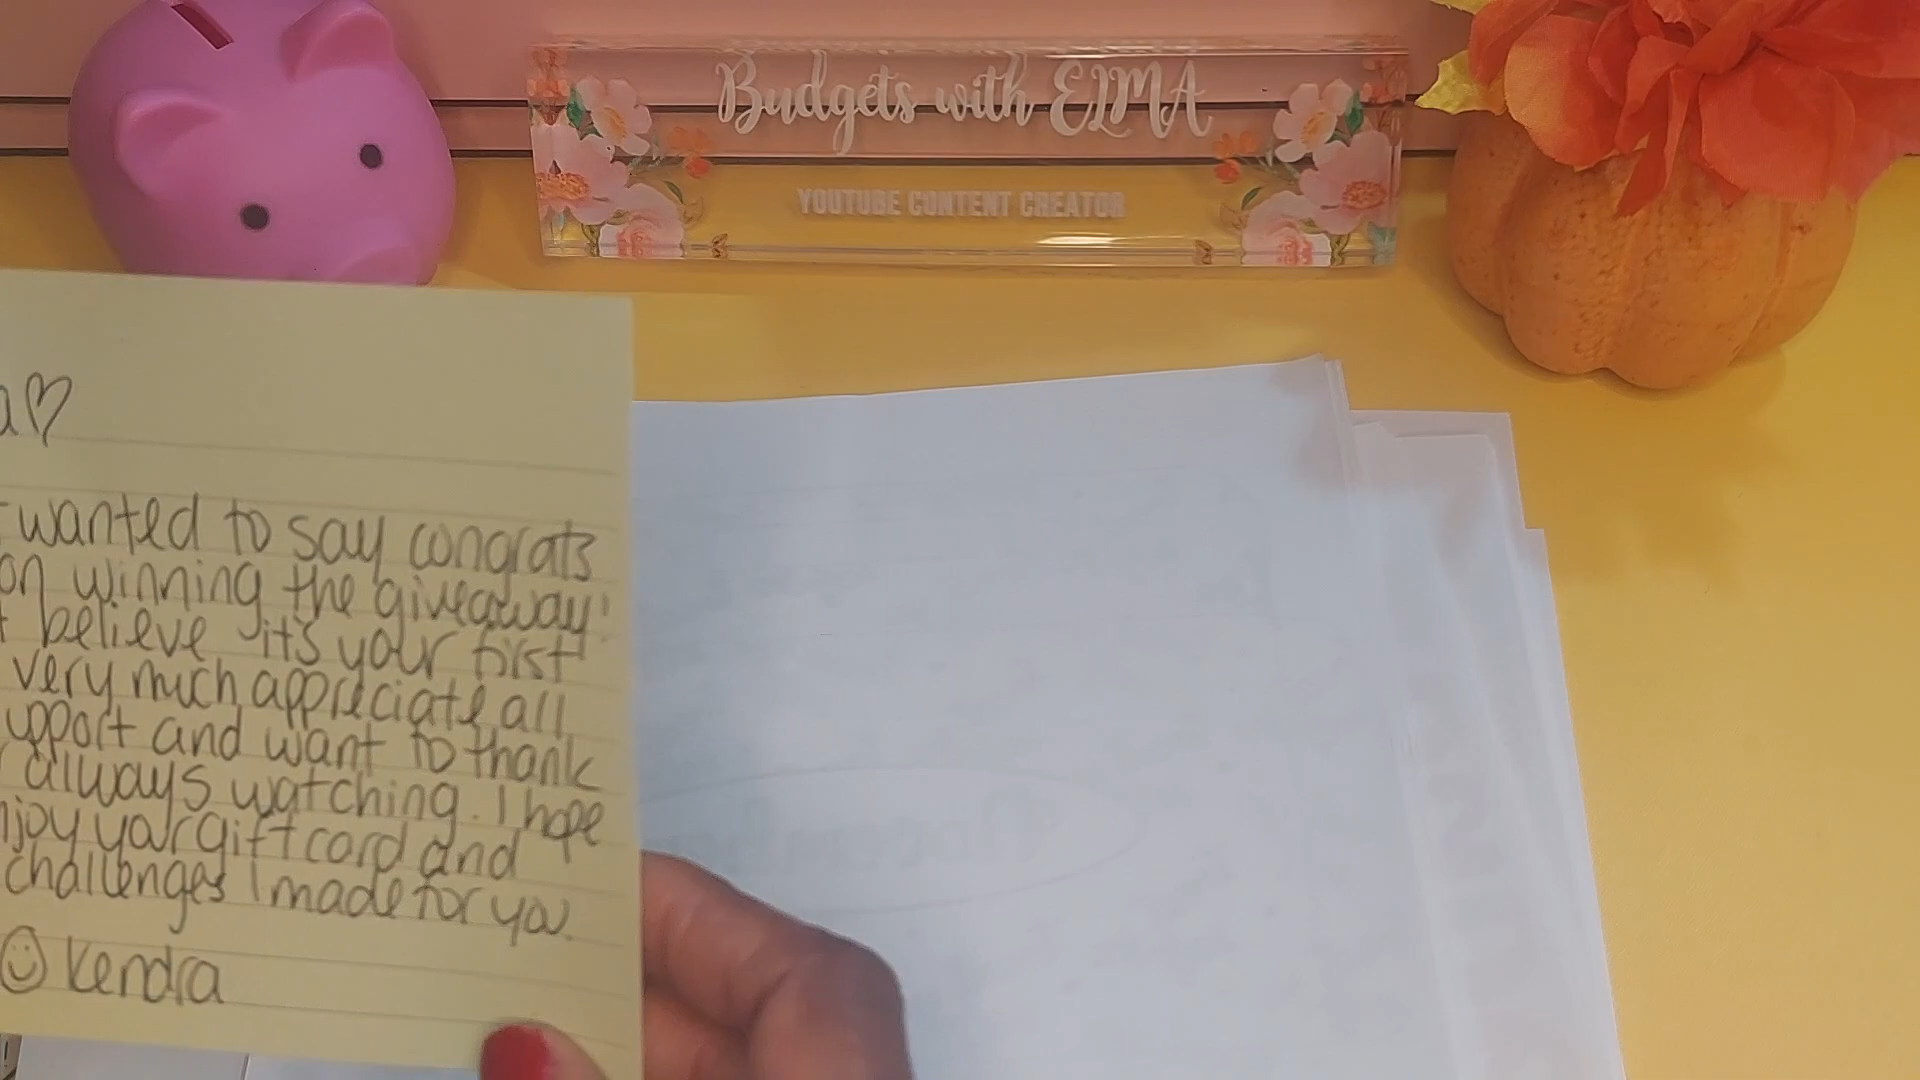 Budgets with ELMA
YOUTUBE CONTENT CREATOR
a♡
wanted to say congrats
on winning the giveaway!
believe it's your first
very much appreciate all
upport and want to thank
always watching. I hope
njoy your gift card and
challenges I made for you.
☺ Kendra